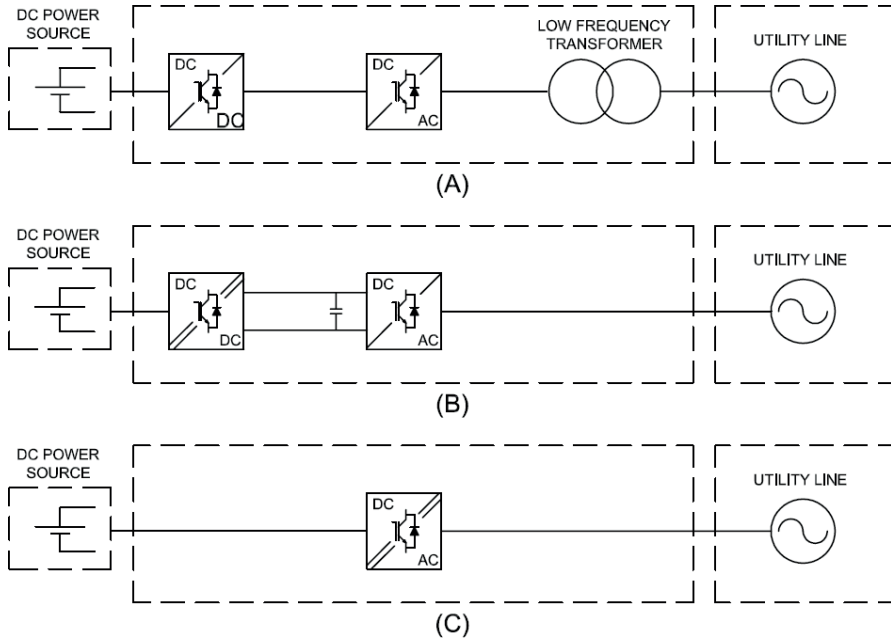 DC POWER
SOURCE
DC
DC
DC
AC
LOW FREQUENCY
TRANSFORMER
UTILITY LINE
(A)
DC POWER
SOURCE
DC
DC
DC
AC
UTILITY LINE
(B)
DC POWER
SOURCE
DC
AC
UTILITY LINE
(C)